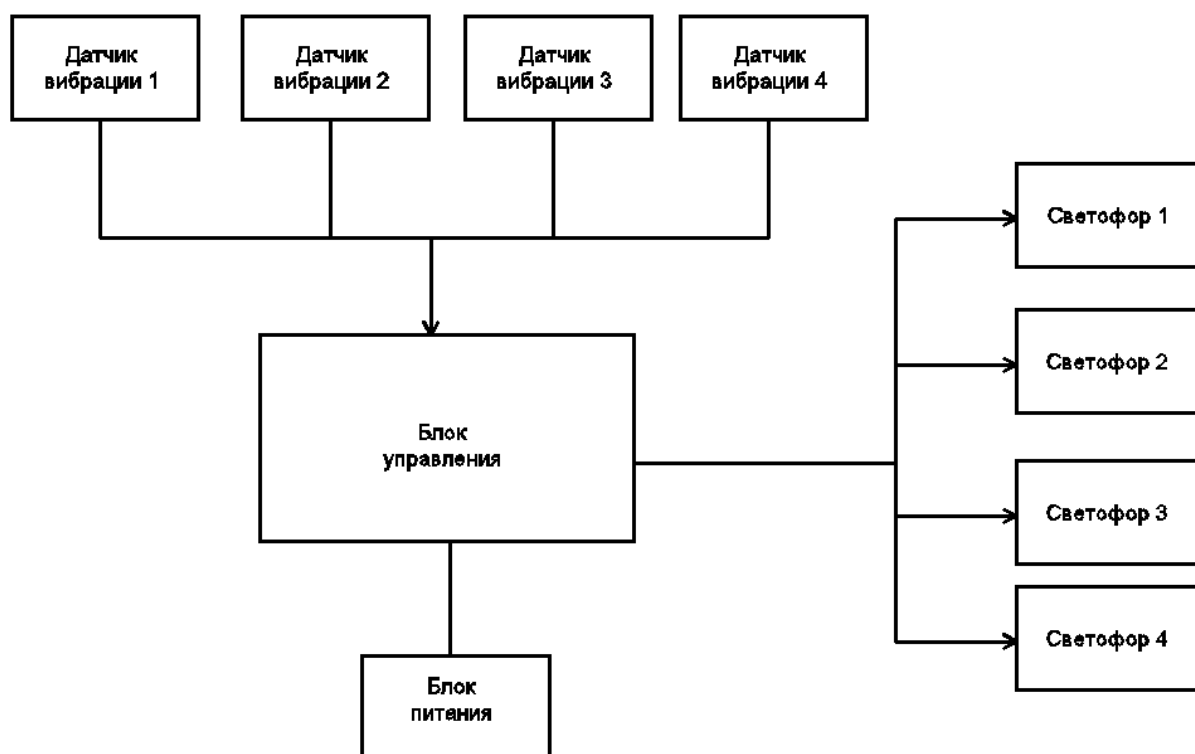 Датчик
вибрации 1
Датчик
вибрации 2
Датчик
вибрации 3
Датчик
вибрации 4
Светофор 1
Светофор 2
Блок
управления
Светофор 3
Светофор 4
Блок
питания